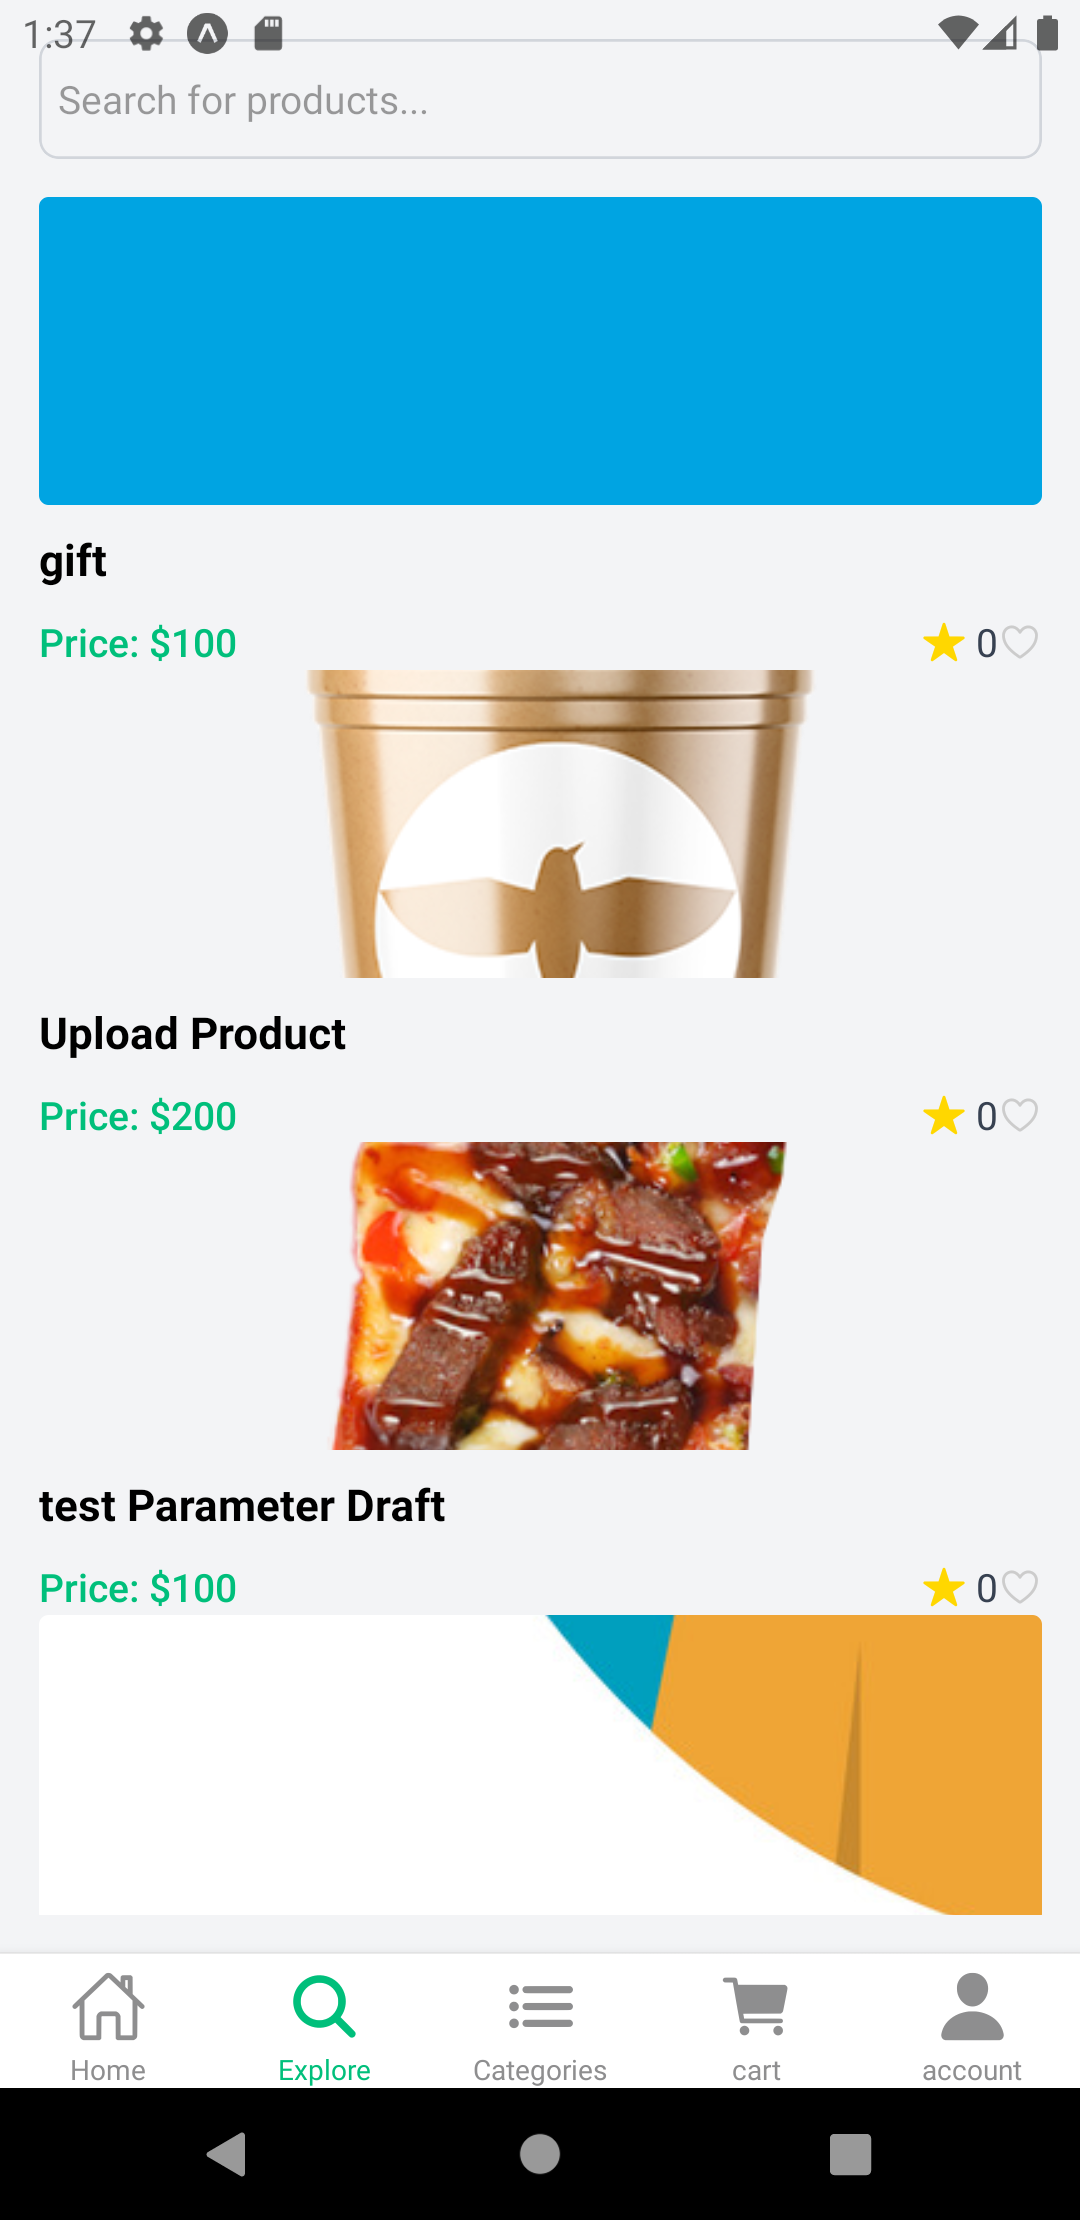 1:37
Search for products...
gift
Price: $100
0
Upload Product
Price: $200
0
test Parameter Draft
Price: $100
0
Home
Explore
Categories
cart
account